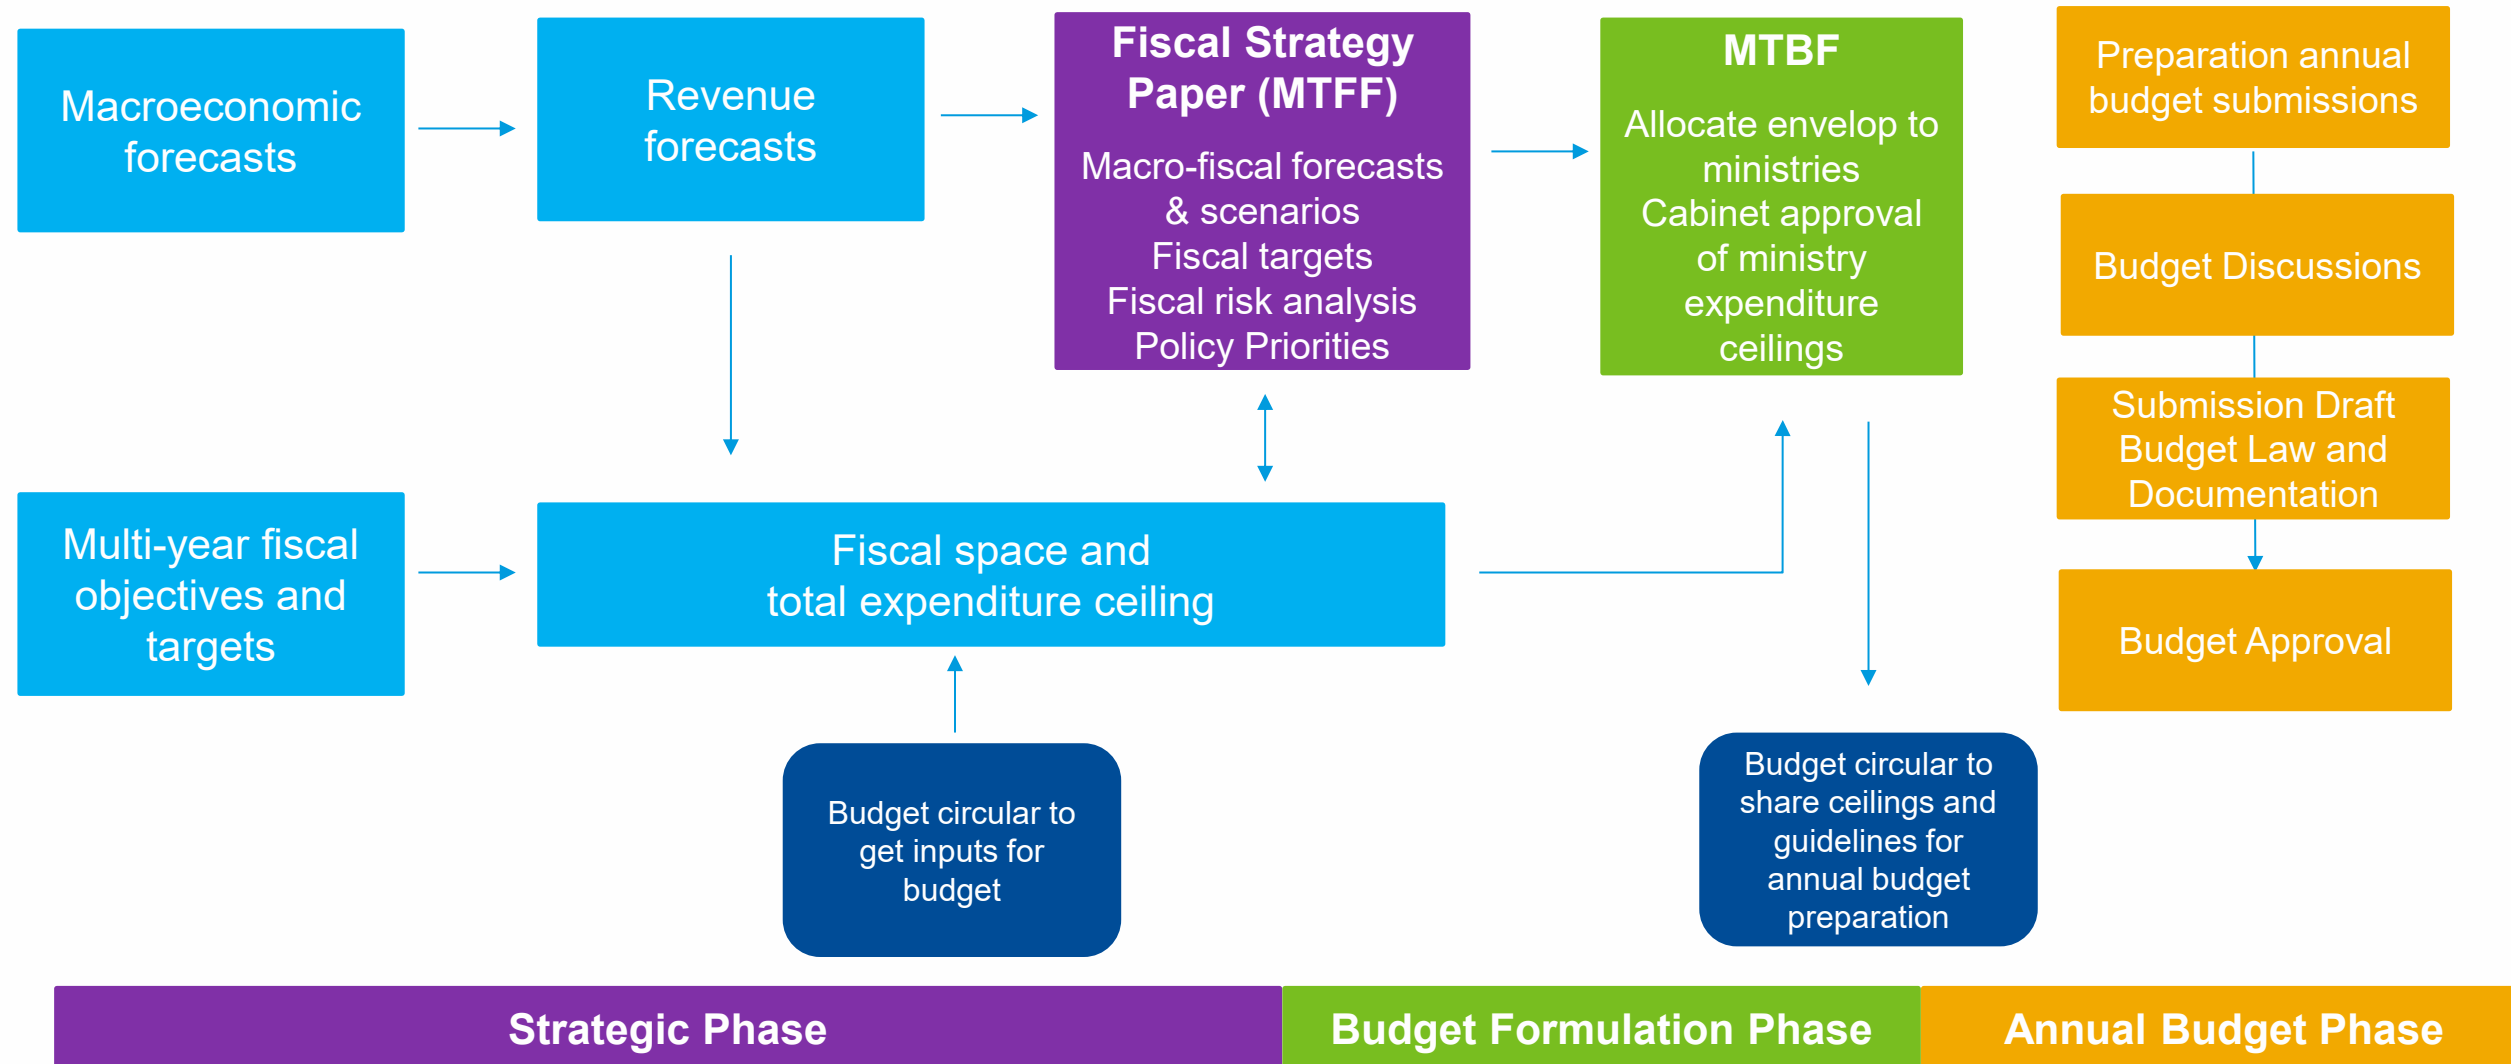 Macroeconomic
forecasts
Revenue
forecasts
Fiscal Strategy
Paper (MTFF)
Macro-fiscal forecasts
& scenarios
Fiscal targets
Fiscal risk analysis
Policy Priorities
MTBF
Allocate envelop to
ministries
Cabinet approval
of ministry
expenditure
ceilings
Preparation annual
budget submissions
Budget Discussions
Submission Draft
Budget Law and
Documentation
Budget Approval
Multi-year fiscal
objectives and
targets
Fiscal space and
total expenditure ceiling
Budget circular to
get inputs for
budget
Budget circular to
share ceilings and
guidelines for
annual budget
preparation
Strategic Phase
Budget Formulation Phase
Annual Budget Phase